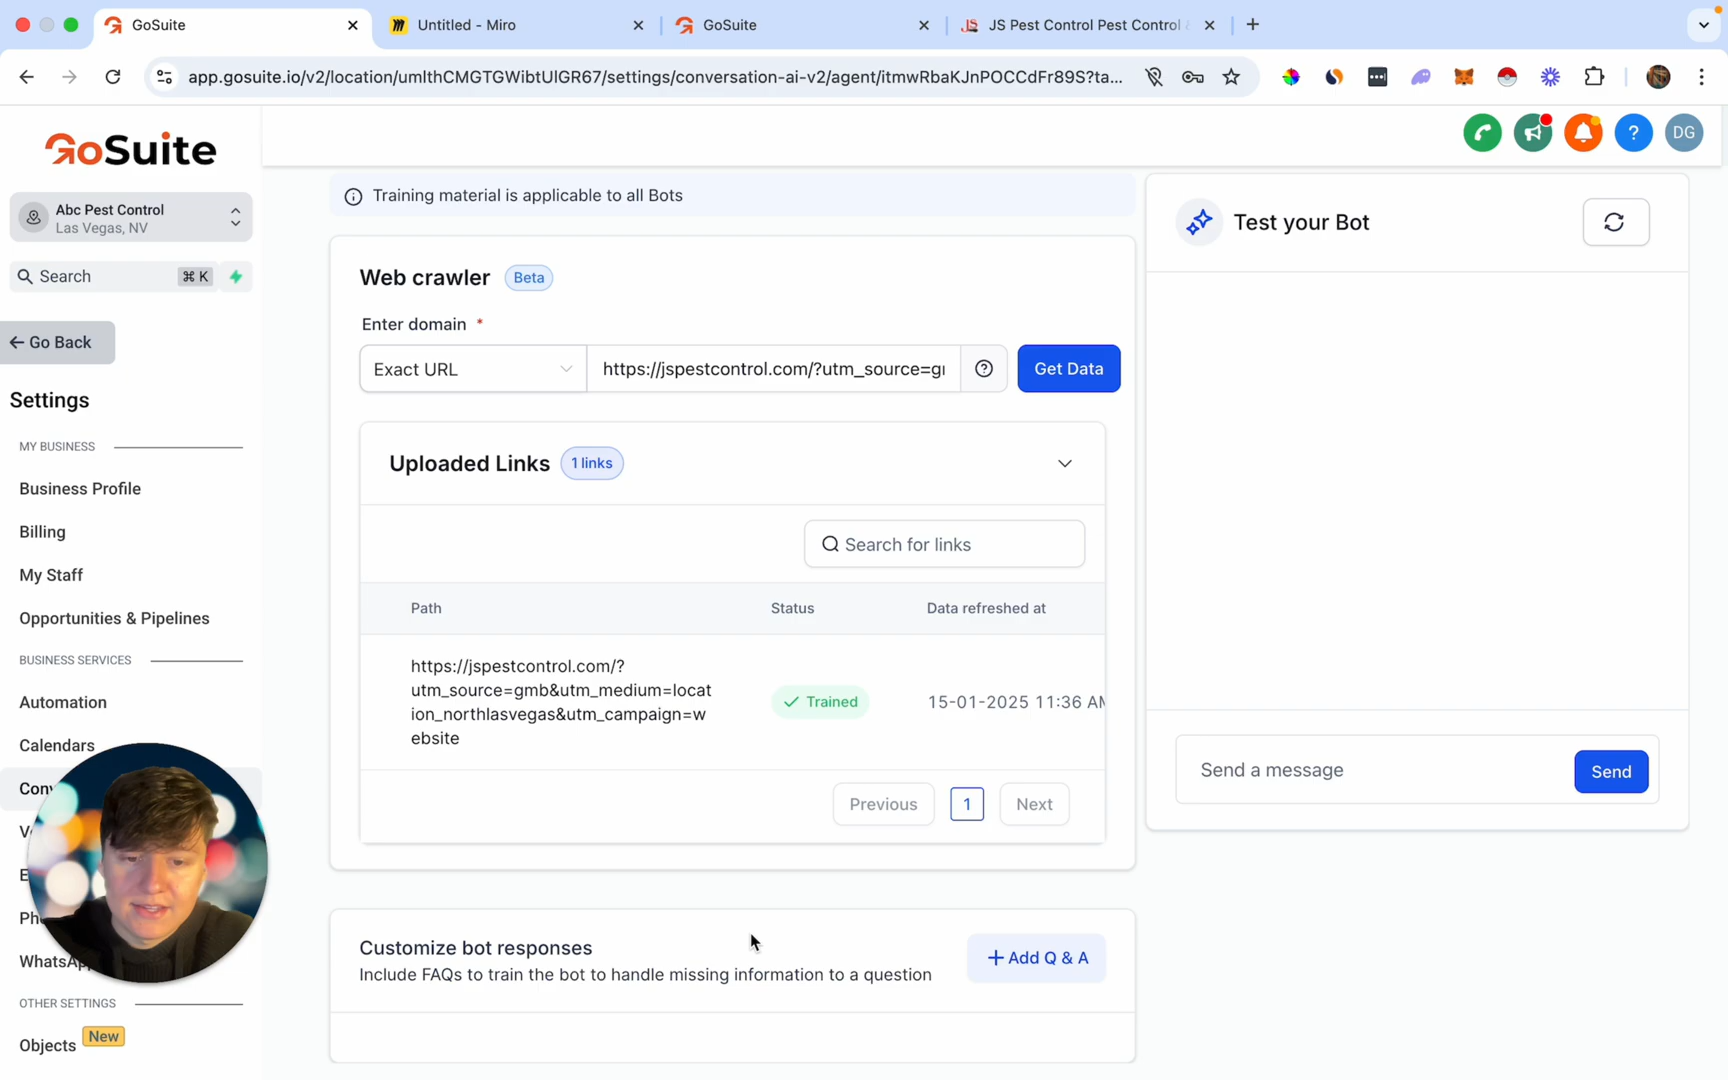 GoSuite
Untitled - Miro
GoSuite
JS Pest Control Pest Control
app.gosuite.io/v2/location/umIthCMGTGWibtUIGR67/settings/conversation-ai-v2/agent/itmwRbaKJnPOCCdFr89S?ta...
GoSuite
DG
Abc Pest Control
Las Vegas, NV
Search ⌘ K
← Go Back
Settings
MY BUSINESS
Business Profile
Billing
My Staff
Opportunities & Pipelines
BUSINESS SERVICES
Automation
Calendars
OTHER SETTINGS
Objects New
Training material is applicable to all Bots
Web crawler Beta
Enter domain *
Exact URL
https://jspestcontrol.com/?utm_source=gm
Get Data
Uploaded Links 1 links
Search for links
Path Status Data refreshed at
https://jspestcontrol.com/?
utm_source=gmb&utm_medium=locat
ion_northlasvegas&utm_campaign=w
ebsite
Trained
15-01-2025 11:36 AM
Previous 1 Next
Customize bot responses
Include FAQs to train the bot to handle missing information to a question
+ Add Q & A
Test your Bot
Send a message
Send